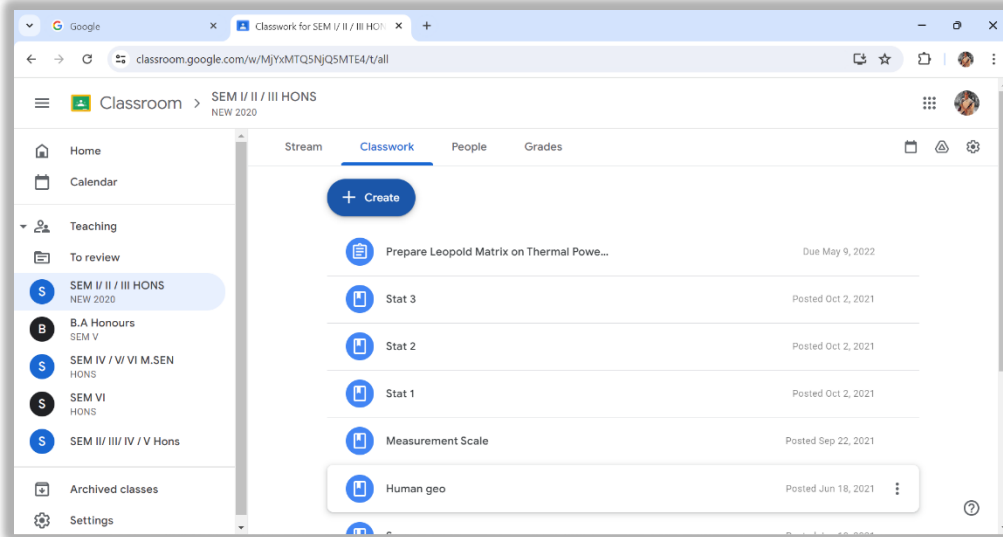 Google
Classwork for SEM I/ II / III HON
classroom.google.com/w/MjYxMTQ5NjQ5MTE4/t/all
Classroom > SEM I/ II / III HONS
NEW 2020
Home
Calendar
Teaching
To review
S SEM I/ II / III HONS
NEW 2020
B B.A Honours
SEM V
S SEM IV / V/ VI M.SEN
HONS
S SEM VI
HONS
S SEM II/ III/ IV / V Hons
Archived classes
Settings
Stream Classwork People Grades
+ Create
Prepare Leopold Matrix on Thermal Powe... Due May 9, 2022
Stat 3 Posted Oct 2, 2021
Stat 2 Posted Oct 2, 2021
Stat 1 Posted Oct 2, 2021
Measurement Scale Posted Sep 22, 2021
Human geo Posted Jun 18, 2021